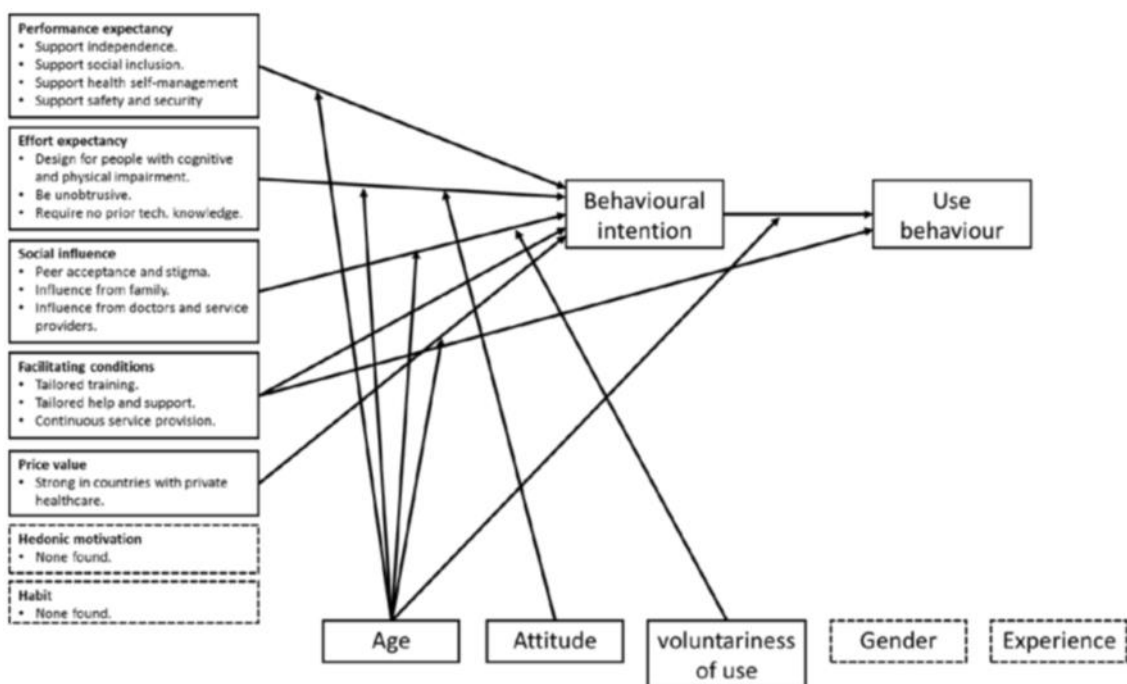 Performance expectancy
• Support independence.
• Support social inclusion.
• Support health self-management
• Support safety and security
Effort expectancy
• Design for people with cognitive
and physical impairment.
• Be unobtrusive.
• Require no prior tech. knowledge.
Social influence
• Peer acceptance and stigma.
• Influence from family.
• Influence from doctors and service
providers.
Facilitating conditions
• Tailored training.
• Tailored help and support.
• Continuous service provision.
Price value
• Strong in countries with private
healthcare.
Hedonic motivation
• None found.
Habit
• None found.
Behavioural
intention
Use
behaviour
Age
Attitude
voluntariness
of use
Gender
Experience